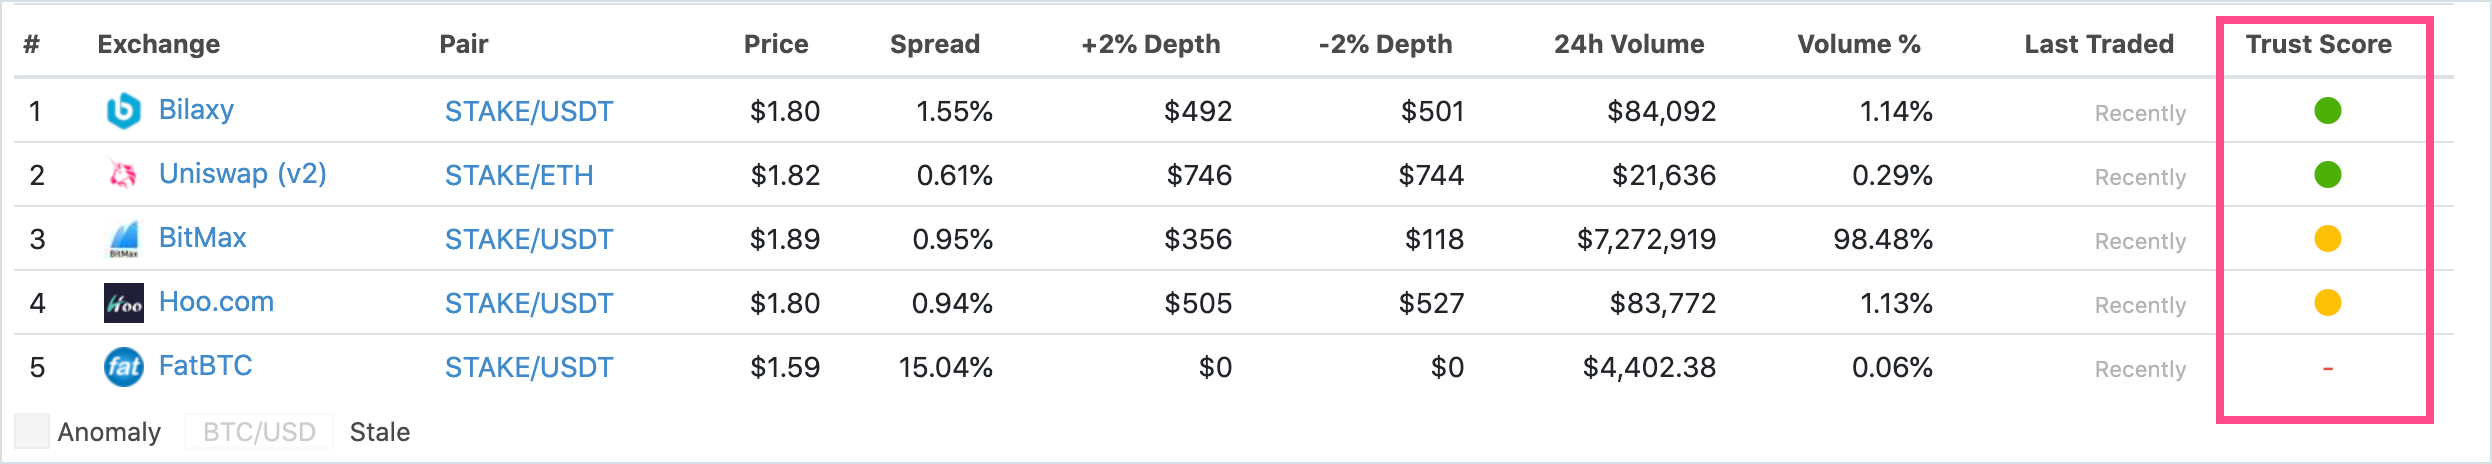 # Exchange Pair Price Spread +2% Depth -2% Depth 24h Volume Volume % Last Traded Trust Score
1 Bilaxy STAKE/USDT $1.80 1.55% $492 $501 $84,092 1.14% Recently
2 Uniswap (v2) STAKE/ETH $1.82 0.61% $746 $744 $21,636 0.29% Recently
3 BitMax BitMax STAKE/USDT $1.89 0.95% $356 $118 $7,272,919 98.48% Recently
4 Hoo Hoo.com STAKE/USDT $1.80 0.94% $505 $527 $83,772 1.13% Recently
5 fat FatBTC STAKE/USDT $1.59 15.04% $0 $0 $4,402.38 0.06% Recently -
Anomaly BTC/USD Stale